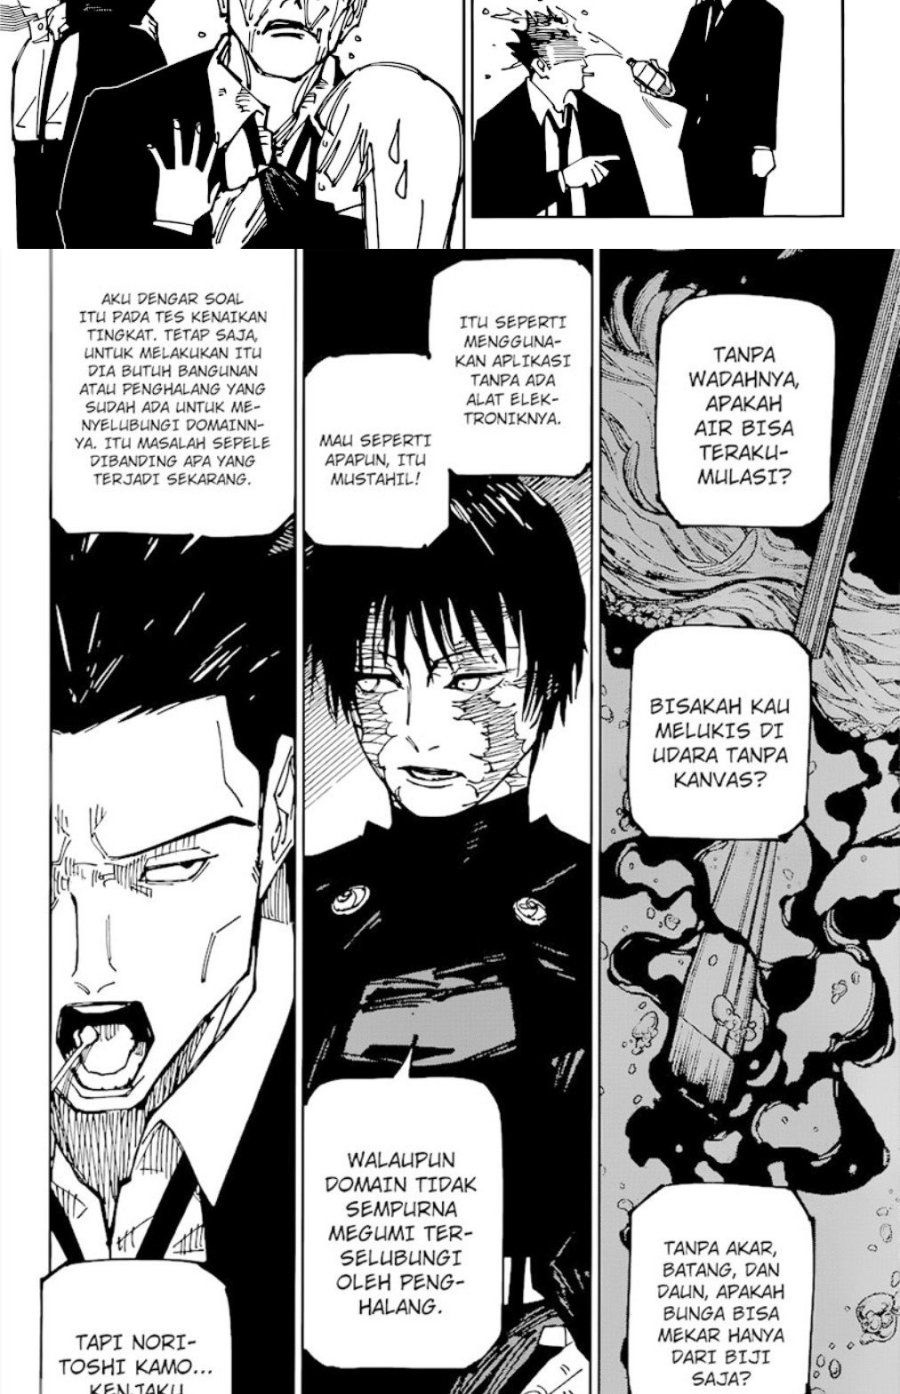 TANPA
WADAHNYA,
APAKAH
AIR BISA
TERAKU-
MULASI?
BISAKAH KAU
MELUKIS DI
UDARA TANPA
KANVAS?
TANPA AKAR,
BATANG, DAN
DAUN, APAKAH
BUNGA BISA
MEKAR HANYA
DARI BIJI
SAJA?
ITU SEPERTI
MENGGUNA-
KAN APLIKASI
TANPA ADA
ALAT ELEK-
TRONIKNYA.
MAU SEPERTI
APAPUN, ITU
MUSTAHIL!
WALAUPUN
DOMAIN TIDAK
SEMPURNA
MEGUMI TER-
SELUBUNGI
OLEH PENG-
HALANG.
AKU DENGAR SOAL
ITU PADA TES KENAIKAN
TINGKAT. TETAP SAJA,
UNTUK MELAKUKAN ITU
DIA BUTUH BANGUNAN
ATAU PENGHALANG YANG
SUDAH ADA UNTUK ME-
NYELUBUNGI DOMAINN-
YA. ITU MASALAH SEPELE
DIBANDING APA YANG
TERJADI SEKARANG.
TAPI NORI-
TOSHI KAMO...
KENJAKU